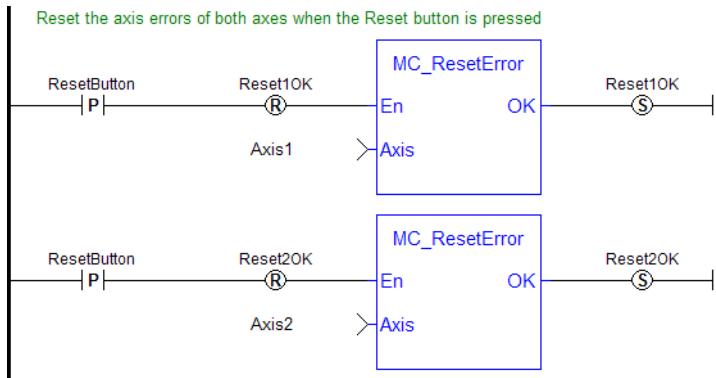 Reset the axis errors of both axes when the Reset button is pressed
MC_ResetError
ResetButton Reset1OK Reset1OK
P R En OK S
Axis1 Axis
MC_ResetError
ResetButton Reset2OK Reset2OK
P R En OK S
Axis2 Axis